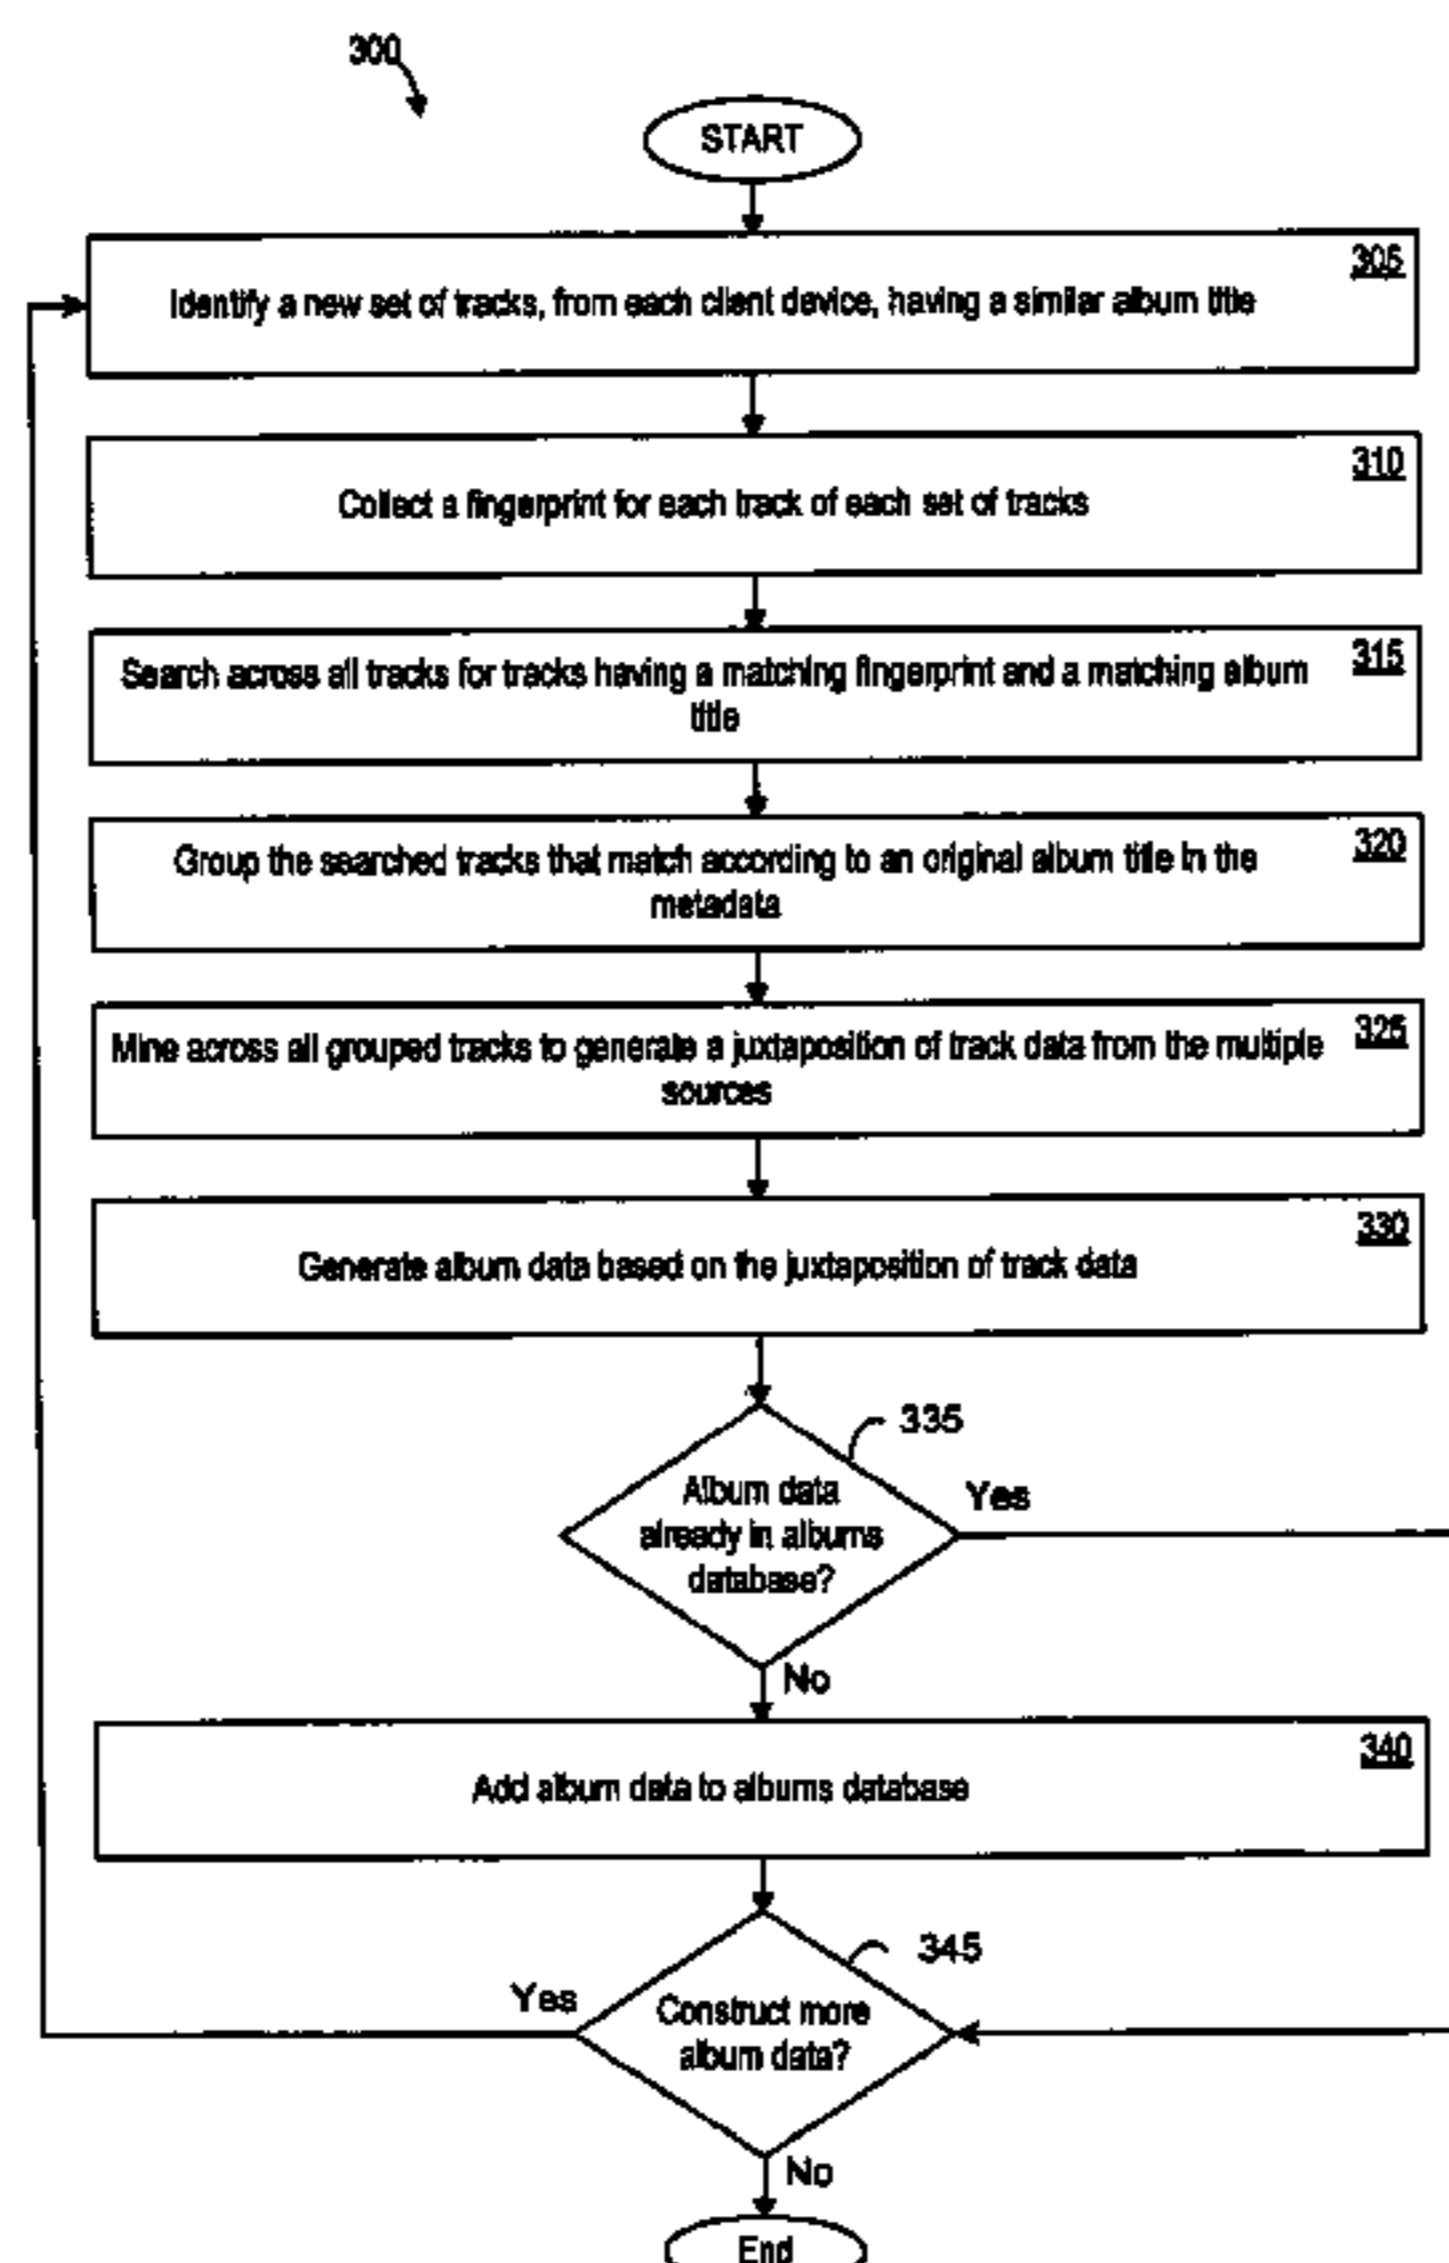 300
START
305
Identify a new set of tracks, from each client device, having a similar album title
310
Collect a fingerprint for each track of each set of tracks
315
Search across all tracks for tracks having a matching fingerprint and a matching album
title
320
Group the searched tracks that match according to an original album title in the
metadata
325
Mine across all grouped tracks to generate a juxtaposition of track data from the multiple
sources
330
Generate album data based on the juxtaposition of track data
335
Album data
already in albums
database?
Yes
No
340
Add album data to albums database
345
Yes
Construct more
album data?
No
End